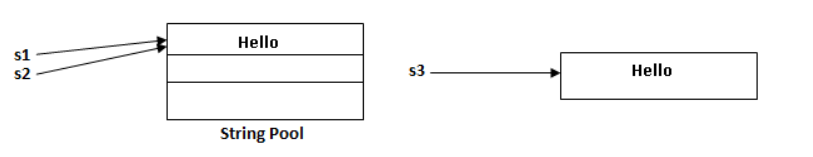 s1
s2
Hello
String Pool
s3
Hello